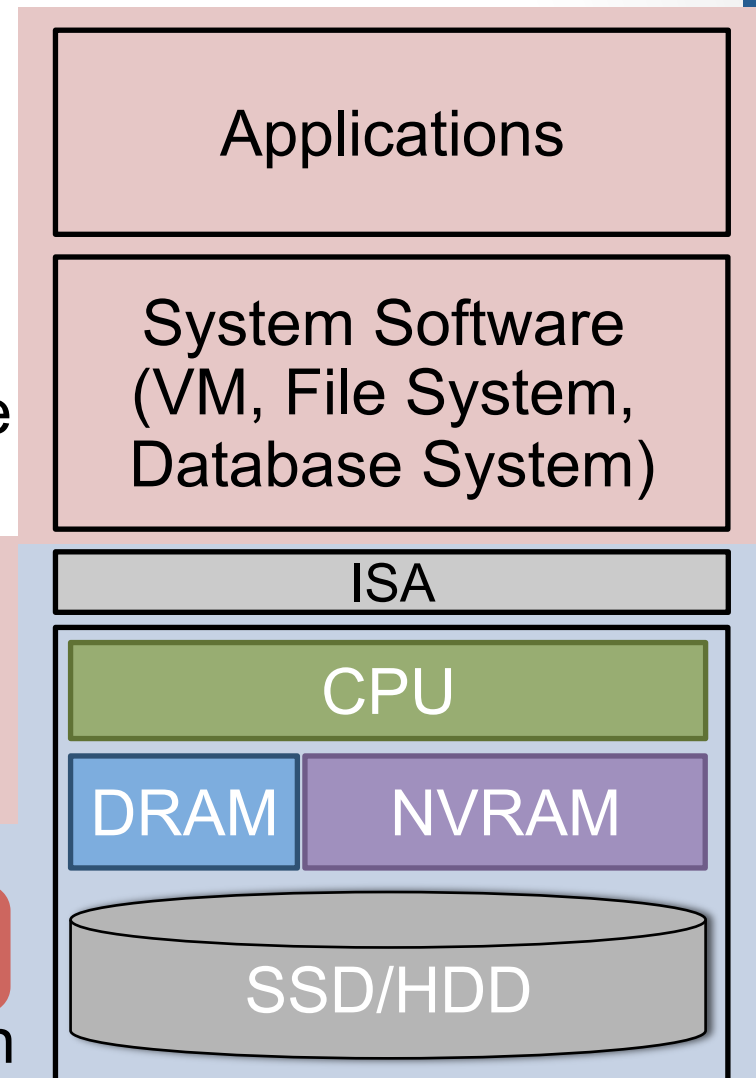 Applications
System Software
(VM, File System,
Database System)
e
ISA
CPU
DRAM NVRAM
SSD/HDD
n